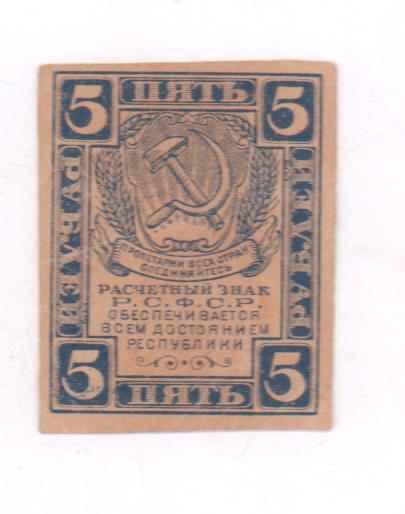 5 ПЯТЬ 5
РУБЛЕЙ
РУБЛЕЙ
ПРОЛЕТАРИИ ВСЕХ СТРАН
СОЕДИНЯЙТЕСЬ
РАСЧЕТНЫЙ ЗНАК
Р.С.Ф.С.Р.
ОБЕСПЕЧИВАЕТСЯ
ВСЕМ ДОСТОЯНИЕМ
РЕСПУБЛИКИ
5 ПЯТЬ 5